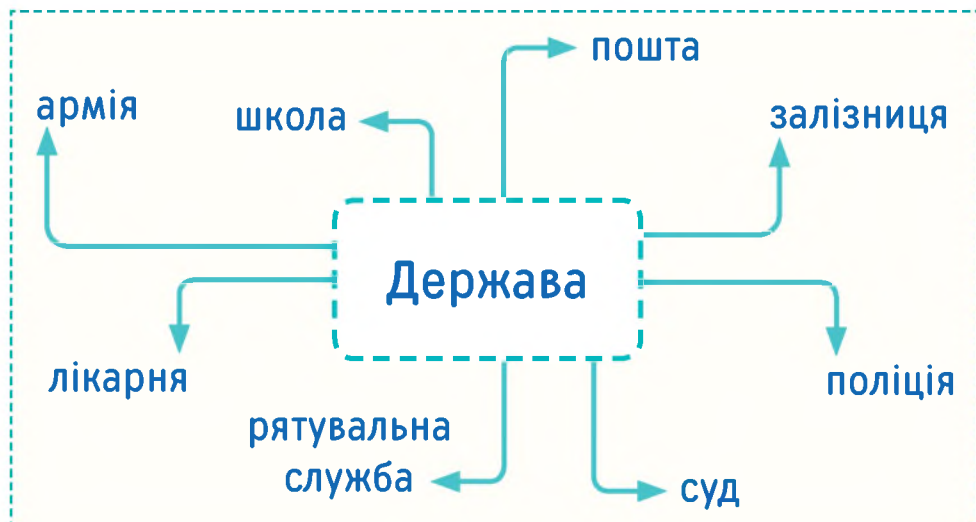 пошта
армія
школа
залізниця
Держава
лікарня
поліція
рятувальна
служба
суд